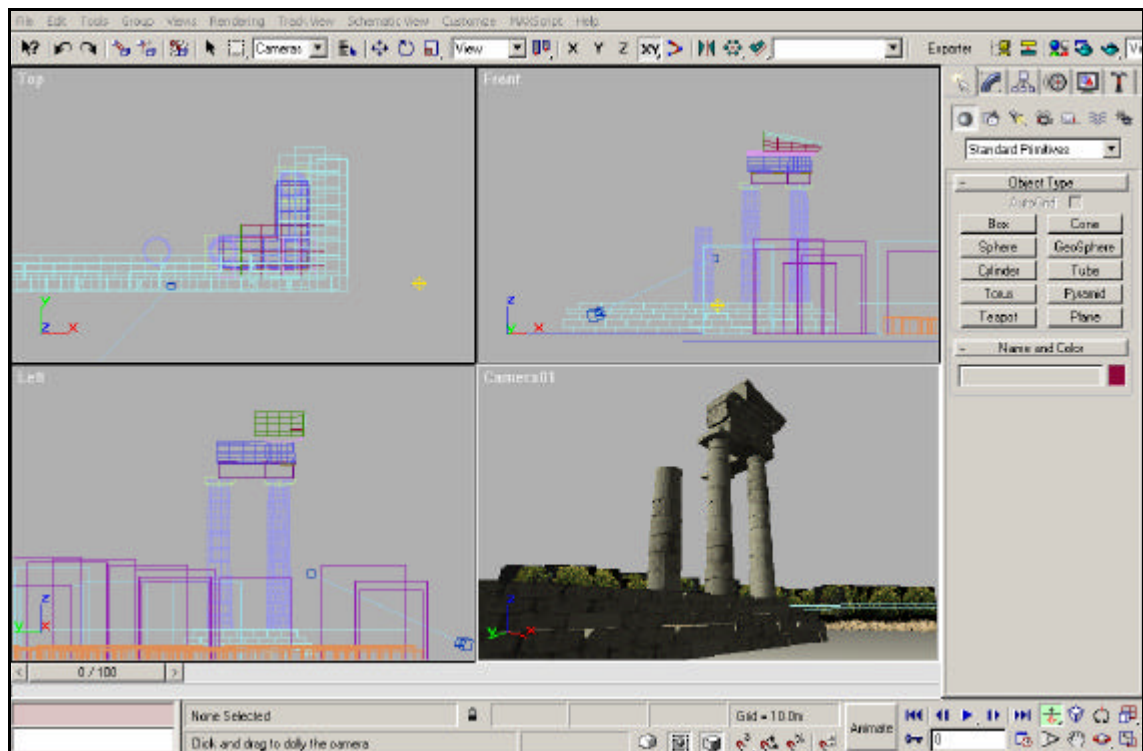 File Edit Tools Group Views Rendering Track View Schematic View Customize MAXScript Help
Cameras View X Y Z XY Exporter
Top Front
Standard Primitives
- Object Type
AutoGrid
Box Cone
Sphere GeoSphere
Cylinder Tube
Torus Pyramid
Teapot Plane
- Name and Color
z
y
x
Left Camera01
< 0 / 100 >
None Selected Grid = 10.0m Animate
Click and drag to dolly the camera 0